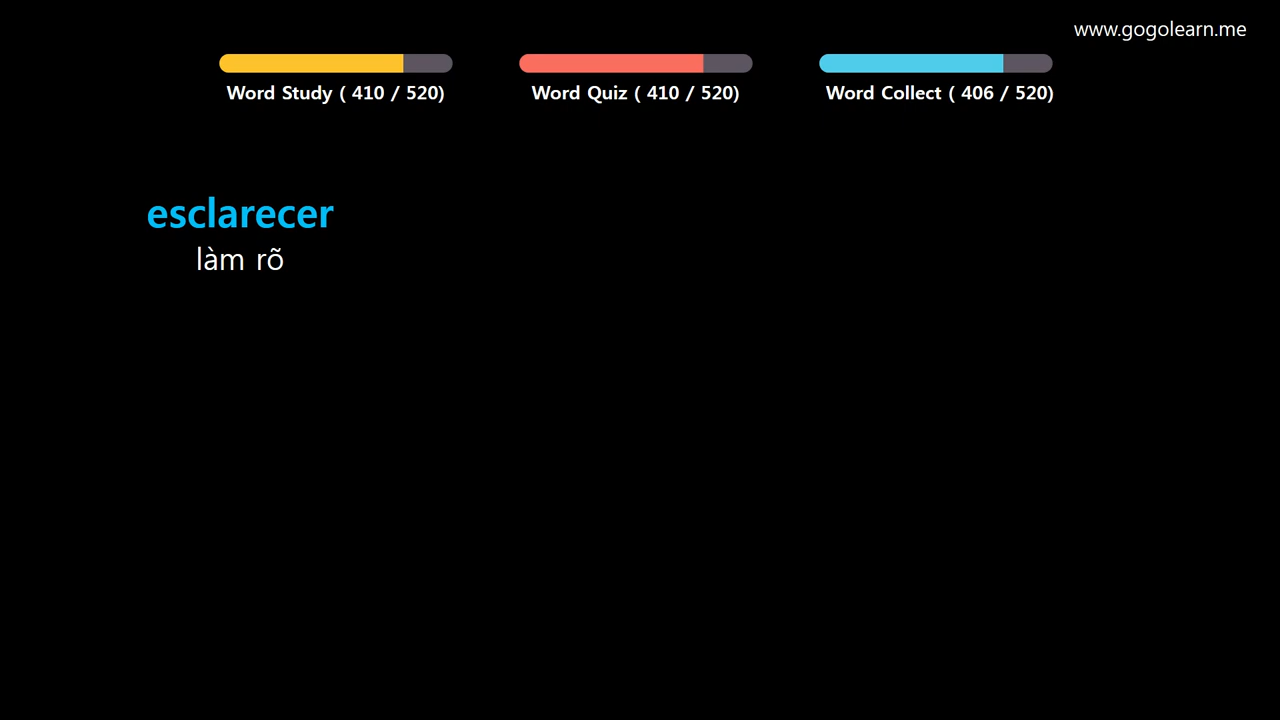 www.gogolearn.me
Word Study ( 410 / 520)
Word Quiz ( 410 / 520)
Word Collect ( 406 / 520)
esclarecer
làm rõ